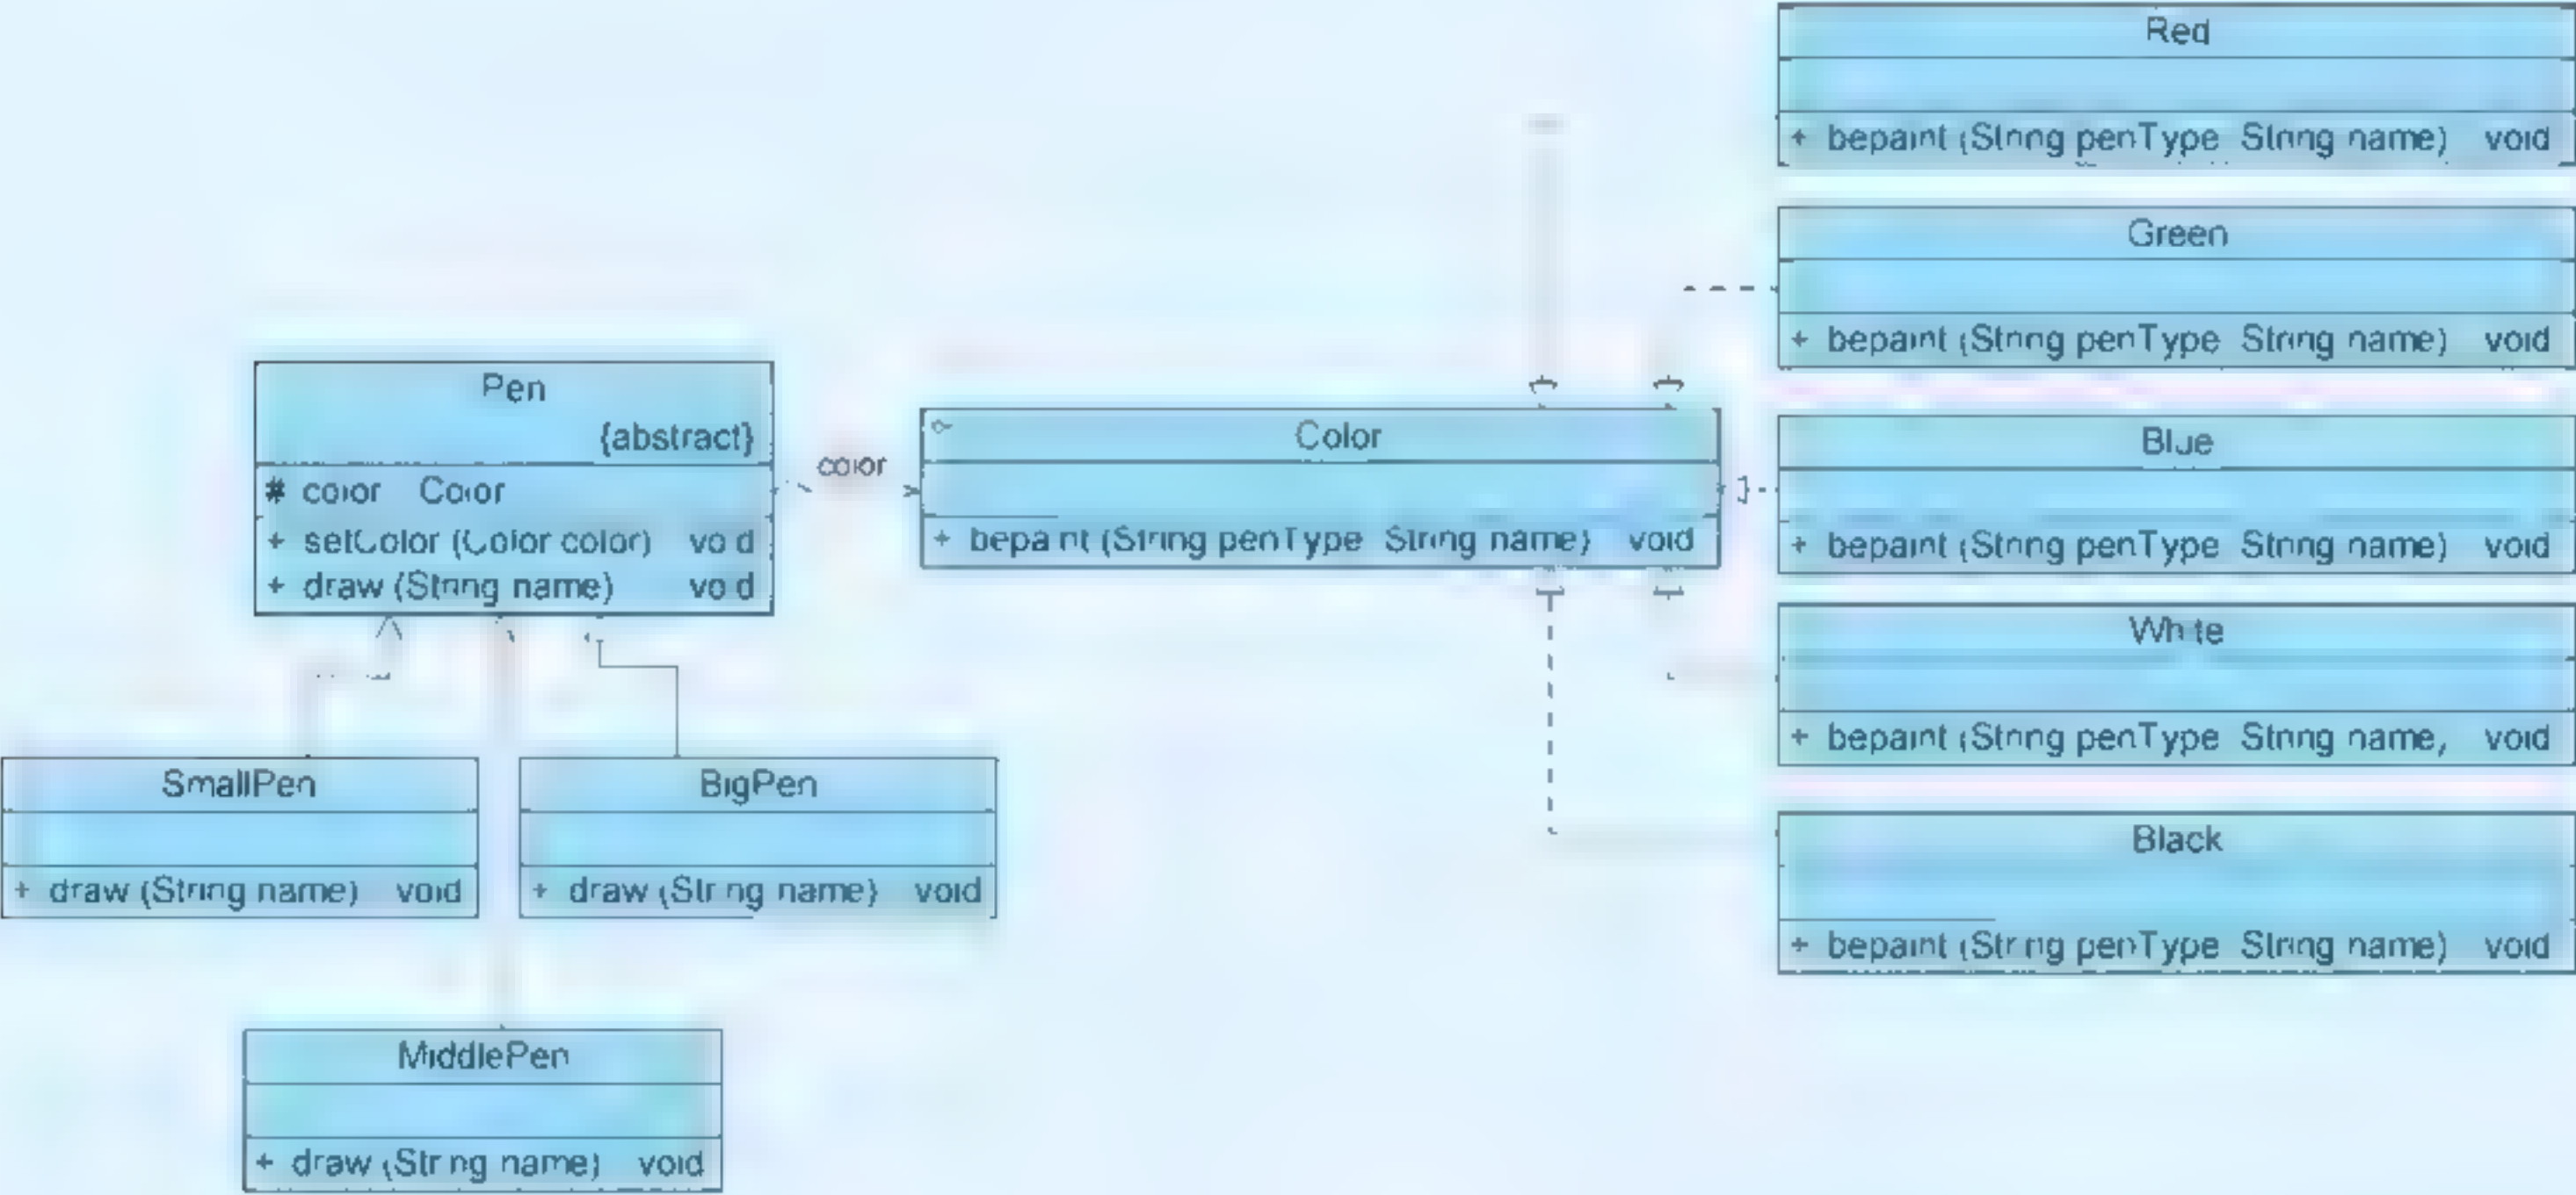 Pen
{abstract}
# color Color
+ setColor (Color color) void
+ draw (String name) void
color
Color
+ bepaint (String penType String name) void
Red
+ bepaint (String penType String name) void
Green
+ bepaint (String penType String name) void
Blue
+ bepaint (String penType String name) void
White
+ bepaint (String penType String name) void
Black
+ bepaint (String penType String name) void
SmallPen
+ draw (String name) void
BigPen
+ draw (String name) void
MiddlePen
+ draw (String name) void